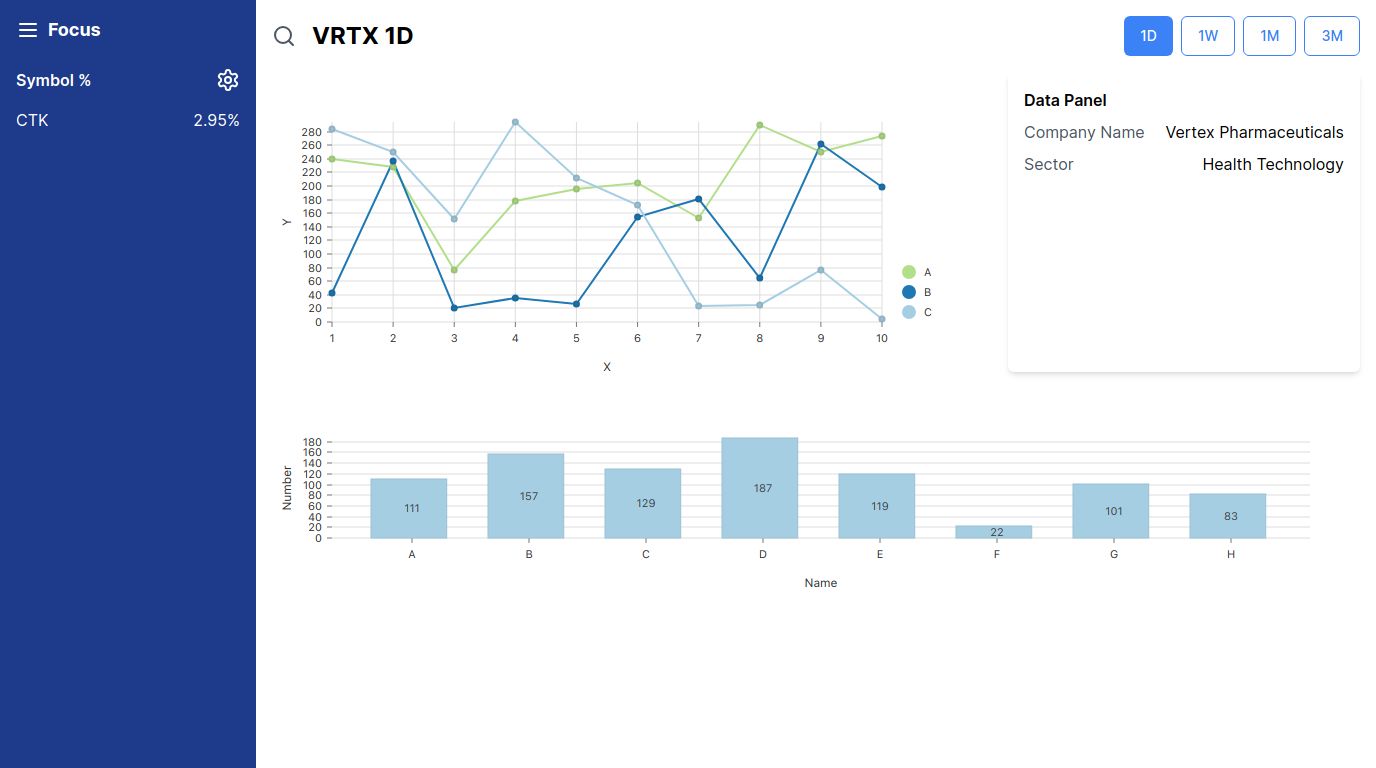 Focus
Symbol %
CTK 2.95%
VRTX 1D
1D 1W 1M 3M
280
260
240
220
200
180
160
140
120
100
80
60
40
20
0
Y
1 2 3 4 5 6 7 8 9 10
X
A
B
C
Data Panel
Company Name Vertex Pharmaceuticals
Sector Health Technology
180
160
140
120
100
80
60
40
20
0
Number
111 157 129 187 119 22 101 83
A B C D E F G H
Name